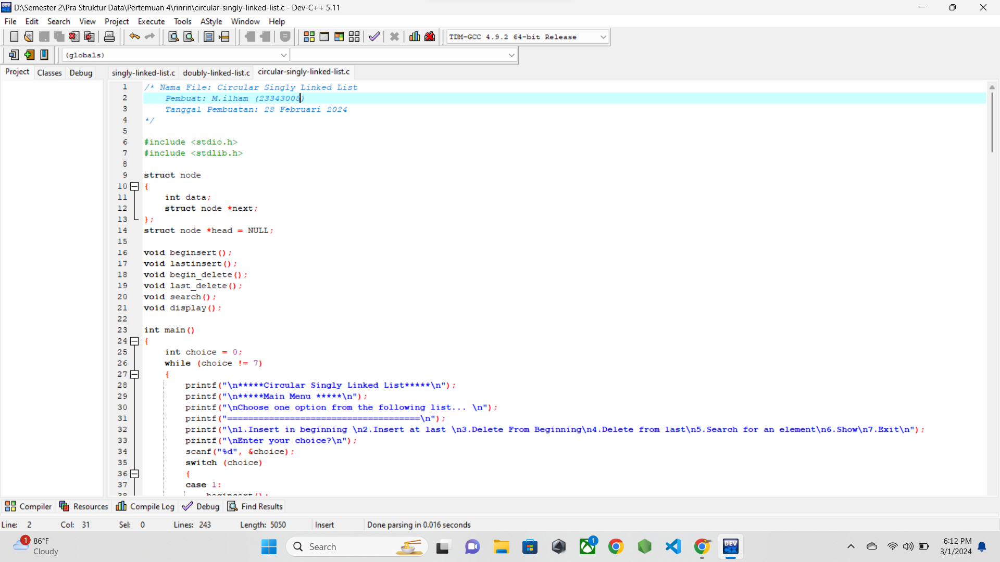 D:\Semester 2\Pra Struktur Data\Pertemuan 4\rinrin\circular-singly-linked-list.c - Dev-C++ 5.11
File Edit Search View Project Execute Tools AStyle Window Help
TDM-GCC 4.9.2 64-bit Release
(globals)
Project Classes Debug singly-linked-list.c doubly-linked-list.c circular-singly-linked-list.c
1 /* Nama File: Circular Singly Linked List
2 Pembuat: M.ilham (23343008)
3 Tanggal Pembuatan: 28 Februari 2024
4 */
5
6 #include <stdio.h>
7 #include <stdlib.h>
8
9 struct node
10 {
11 int data;
12 struct node *next;
13 };
14 struct node *head = NULL;
15
16 void beginsert();
17 void lastinsert();
18 void begin_delete();
19 void last_delete();
20 void search();
21 void display();
22
23 int main()
24 {
25 int choice = 0;
26 while (choice != 7)
27 {
28 printf("\n*****Circular Singly Linked List*****\n");
29 printf("\n*****Main Menu *****\n");
30 printf("\nChoose one option from the following list... \n");
31 printf("=====================================\n");
32 printf("\n1.Insert in beginning \n2.Insert at last \n3.Delete From Beginning\n4.Delete from last\n5.Search for an element\n6.Show\n7.Exit\n");
33 printf("\nEnter your choice?\n");
34 scanf("%d", &choice);
35 switch (choice)
36 {
37 case 1:
38 beginsert();
Compiler Resources Compile Log Debug Find Results
Line: 2 Col: 31 Sel: 0 Lines: 243 Length: 5050 Insert Done parsing in 0.016 seconds
1 86°F
Cloudy
Search
1
DEV
C++
6:12 PM
3/1/2024